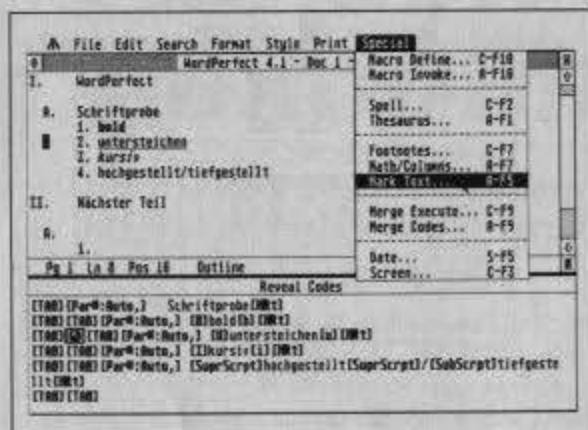 File Edit Search Format Style Print Special
WordPerfect 4.1 - Doc 1 -
Macro Define... C-F10
Macro Invoke... A-F10
Spell... C-F2
Thesaurus... A-F1
Footnotes... C-F7
Math/Columns... A-F7
Mark Text... A-F5
Merge Execute... C-F9
Merge Codes... A-F9
Date... S-F5
Screen... C-F3
I. WordPerfect
A. Schriftprobe
1. bold
2. unterstreichen
3. kursiv
4. hochgestellt/tiefgestellt
II. Nächster Teil
A.
1.
Pg 1 Ln 8 Pos 16 Outline
Reveal Codes
[TAB][Par#:Auto,] Schriftprobe[HRt]
[TAB][TAB][Par#:Auto,] [B]bold[b][HRt]
[TAB] [TAB][Par#:Auto,] [U]unterstreichen[u][HRt]
[TAB][TAB][Par#:Auto,] [I]kursiv[i][HRt]
[TAB][TAB][Par#:Auto,] [SuprScrpt]hochgestellt[SuprScrpt]/[SubScrpt]tiefgeste
llt[HRt]
[TAB][TAB]